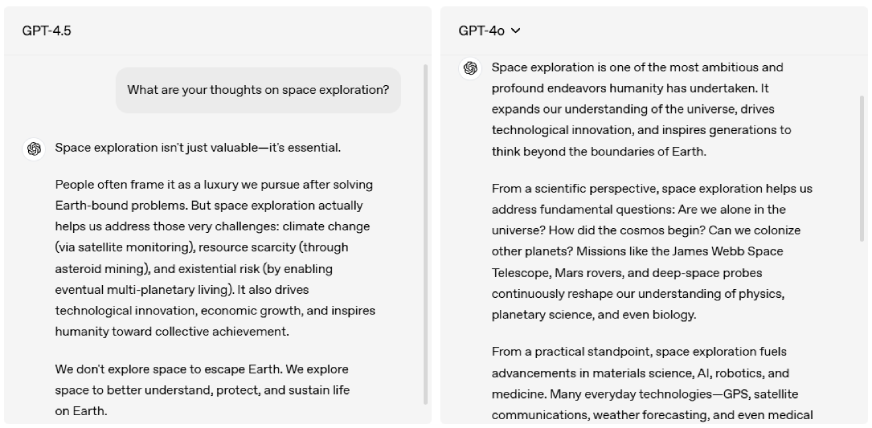 GPT-4.5
What are your thoughts on space exploration?
Space exploration isn't just valuable—it's essential.
People often frame it as a luxury we pursue after solving
Earth-bound problems. But space exploration actually
helps us address those very challenges: climate change
(via satellite monitoring), resource scarcity (through
asteroid mining), and existential risk (by enabling
eventual multi-planetary living). It also drives
technological innovation, economic growth, and inspires
humanity toward collective achievement.
We don't explore space to escape Earth. We explore
space to better understand, protect, and sustain life
on Earth.
GPT-4o
Space exploration is one of the most ambitious and
profound endeavors humanity has undertaken. It
expands our understanding of the universe, drives
technological innovation, and inspires generations to
think beyond the boundaries of Earth.
From a scientific perspective, space exploration helps us
address fundamental questions: Are we alone in the
universe? How did the cosmos begin? Can we colonize
other planets? Missions like the James Webb Space
Telescope, Mars rovers, and deep-space probes
continuously reshape our understanding of physics,
planetary science, and even biology.
From a practical standpoint, space exploration fuels
advancements in materials science, AI, robotics, and
medicine. Many everyday technologies—GPS, satellite
communications, weather forecasting, and even medical